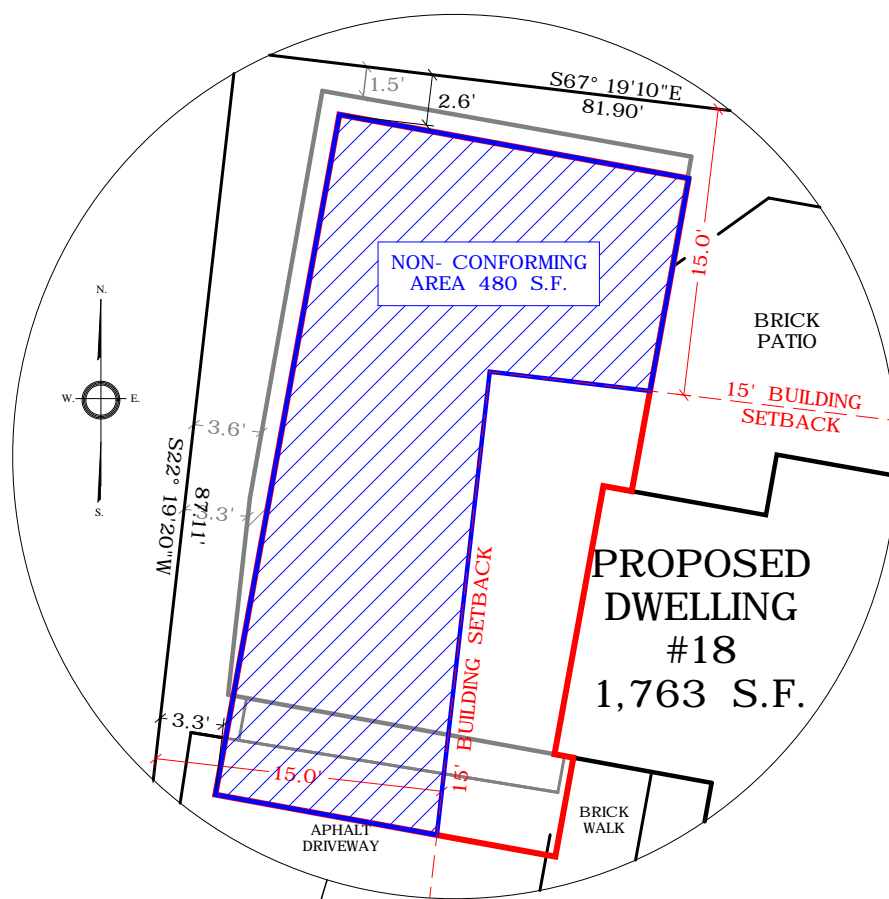 S67° 19'10"E
81.90'
1.5'
2.6'
15.0'
NON- CONFORMING
AREA 480 S.F.
BRICK
PATIO
N.
W.
E.
S.
15' BUILDING
SETBACK
3.6'
3.3'
S22° 19'20"W
87.11'
15' BUILDING SETBACK
PROPOSED
DWELLING
#18
1,763 S.F.
3.3'
15.0'
APHALT
DRIVEWAY
BRICK
WALK